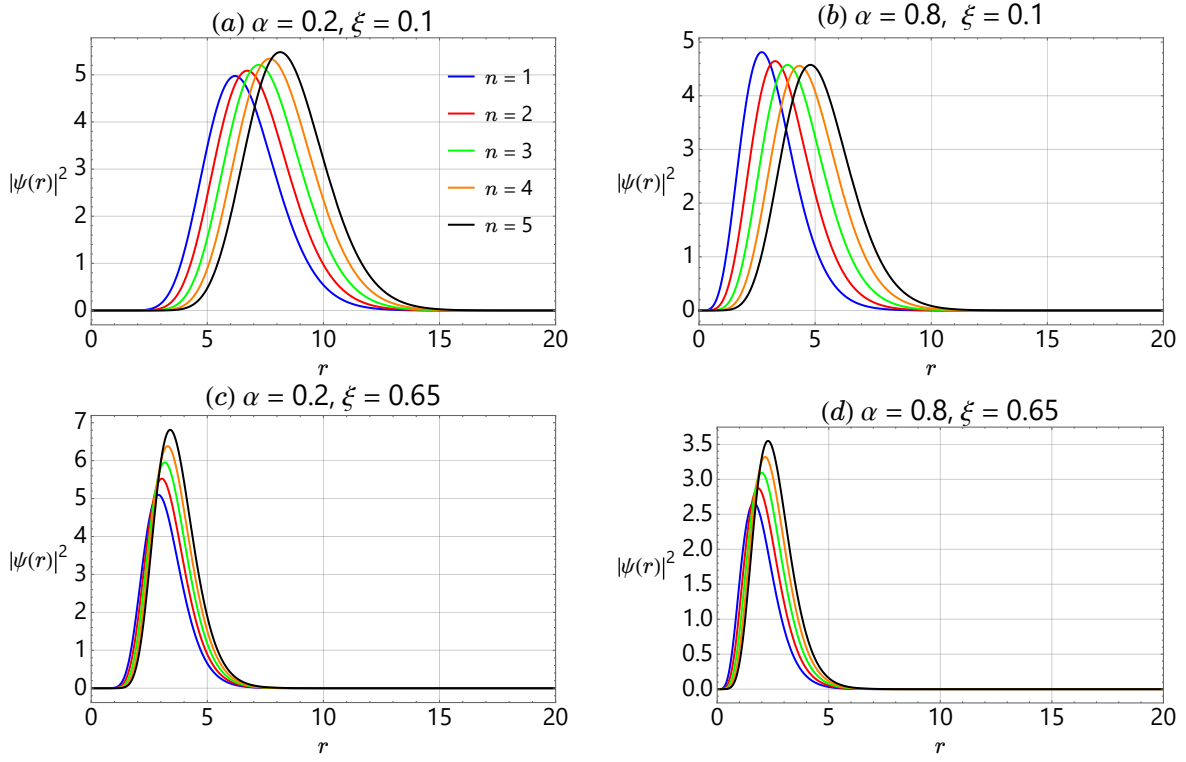 (a) α = 0.2, ξ = 0.1
|ψ(r)|²
5
4
3
2
1
0
n = 1
n = 2
n = 3
n = 4
n = 5
0 5 10 15 20
r
(b) α = 0.8, ξ = 0.1
|ψ(r)|²
5
4
3
2
1
0
0 5 10 15 20
r
(c) α = 0.2, ξ = 0.65
|ψ(r)|²
7
6
5
4
3
2
1
0
0 5 10 15 20
r
(d) α = 0.8, ξ = 0.65
|ψ(r)|²
3.5
3.0
2.5
2.0
1.5
1.0
0.5
0.0
0 5 10 15 20
r